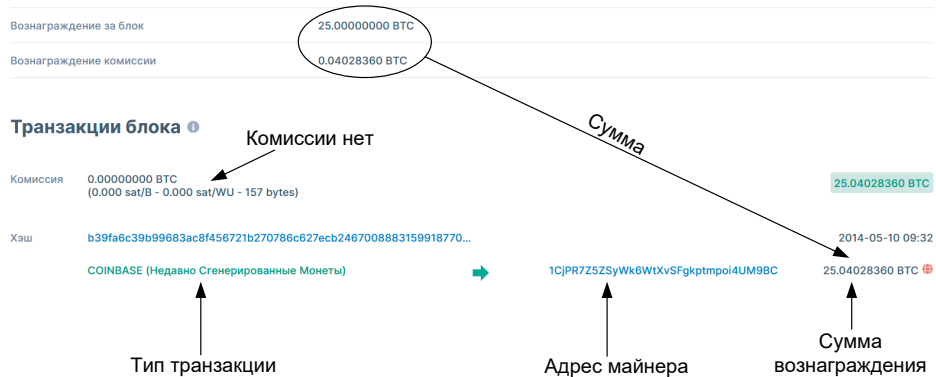 Вознаграждение за блок 25.00000000 BTC
Вознаграждение комиссии 0.04028360 BTC
Сумма
Транзакции блока
Комиссии нет
Комиссия 0.00000000 BTC 25.04028360 BTC
(0.000 sat/B - 0.000 sat/WU - 157 bytes)
Хэш b39fa6c39b99683ac8f456721b270786c627ecb2467008883159918770... 2014-05-10 09:32
COINBASE (Недавно Сгенерированные Монеты) 1CjPR7Z5ZSyWk6WtXvSFgkptmpoi4UM9BC 25.04028360 BTC
Тип транзакции Адрес майнера Сумма
вознаграждения